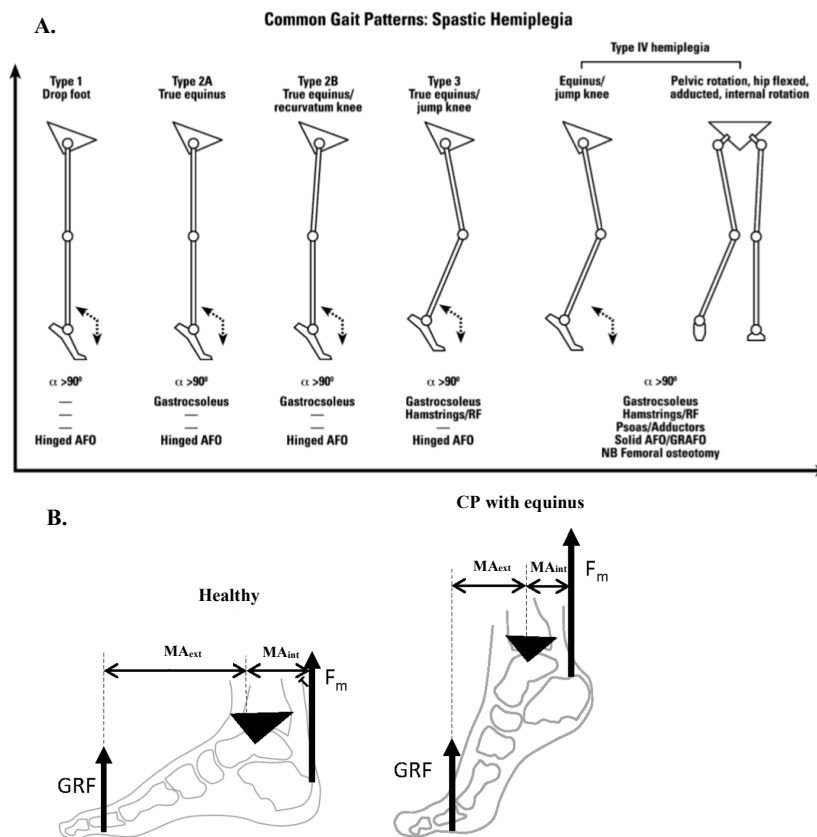 A.
Common Gait Patterns: Spastic Hemiplegia
Type IV hemiplegia
Type 1
Drop foot
Type 2A
True equinus
Type 2B
True equinus/
recurvatum knee
Type 3
True equinus/
jump knee
Equinus/
jump knee
Pelvic rotation, hip flexed,
adducted, internal rotation
α >90º
—
—
—
Hinged AFO
α >90º
Gastrocsoleus
—
—
Hinged AFO
α >90º
Gastrocsoleus
—
—
Hinged AFO
α >90º
Gastrocsoleus
Hamstrings/RF
—
Hinged AFO
α >90º
Gastrocsoleus
Hamstrings/RF
Psoas/Adductors
Solid AFO/GRAFO
NB Femoral osteotomy
B.
Healthy
MAext
MAint
Fm
GRF
CP with equinus
MAext
MAint
Fm
GRF